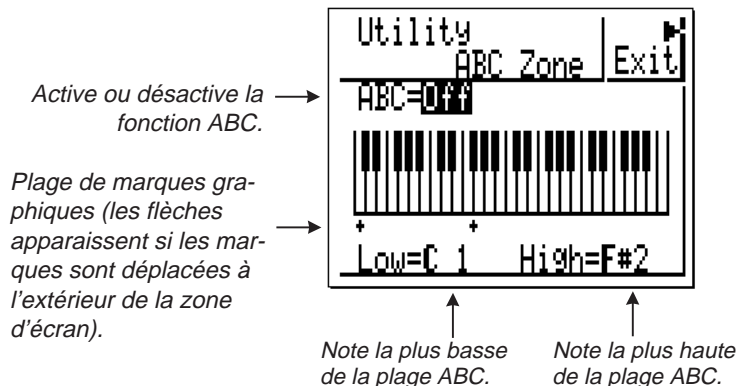 Utility
ABC Zone
Exit
ABC=Off
Active ou désactive la
fonction ABC.
Plage de marques gra-
phiques (les flèches
apparaissent si les mar-
ques sont déplacées à
l'extérieur de la zone
d'écran).
Low=C 1 High=F#2
Note la plus basse
de la plage ABC.
Note la plus haute
de la plage ABC.